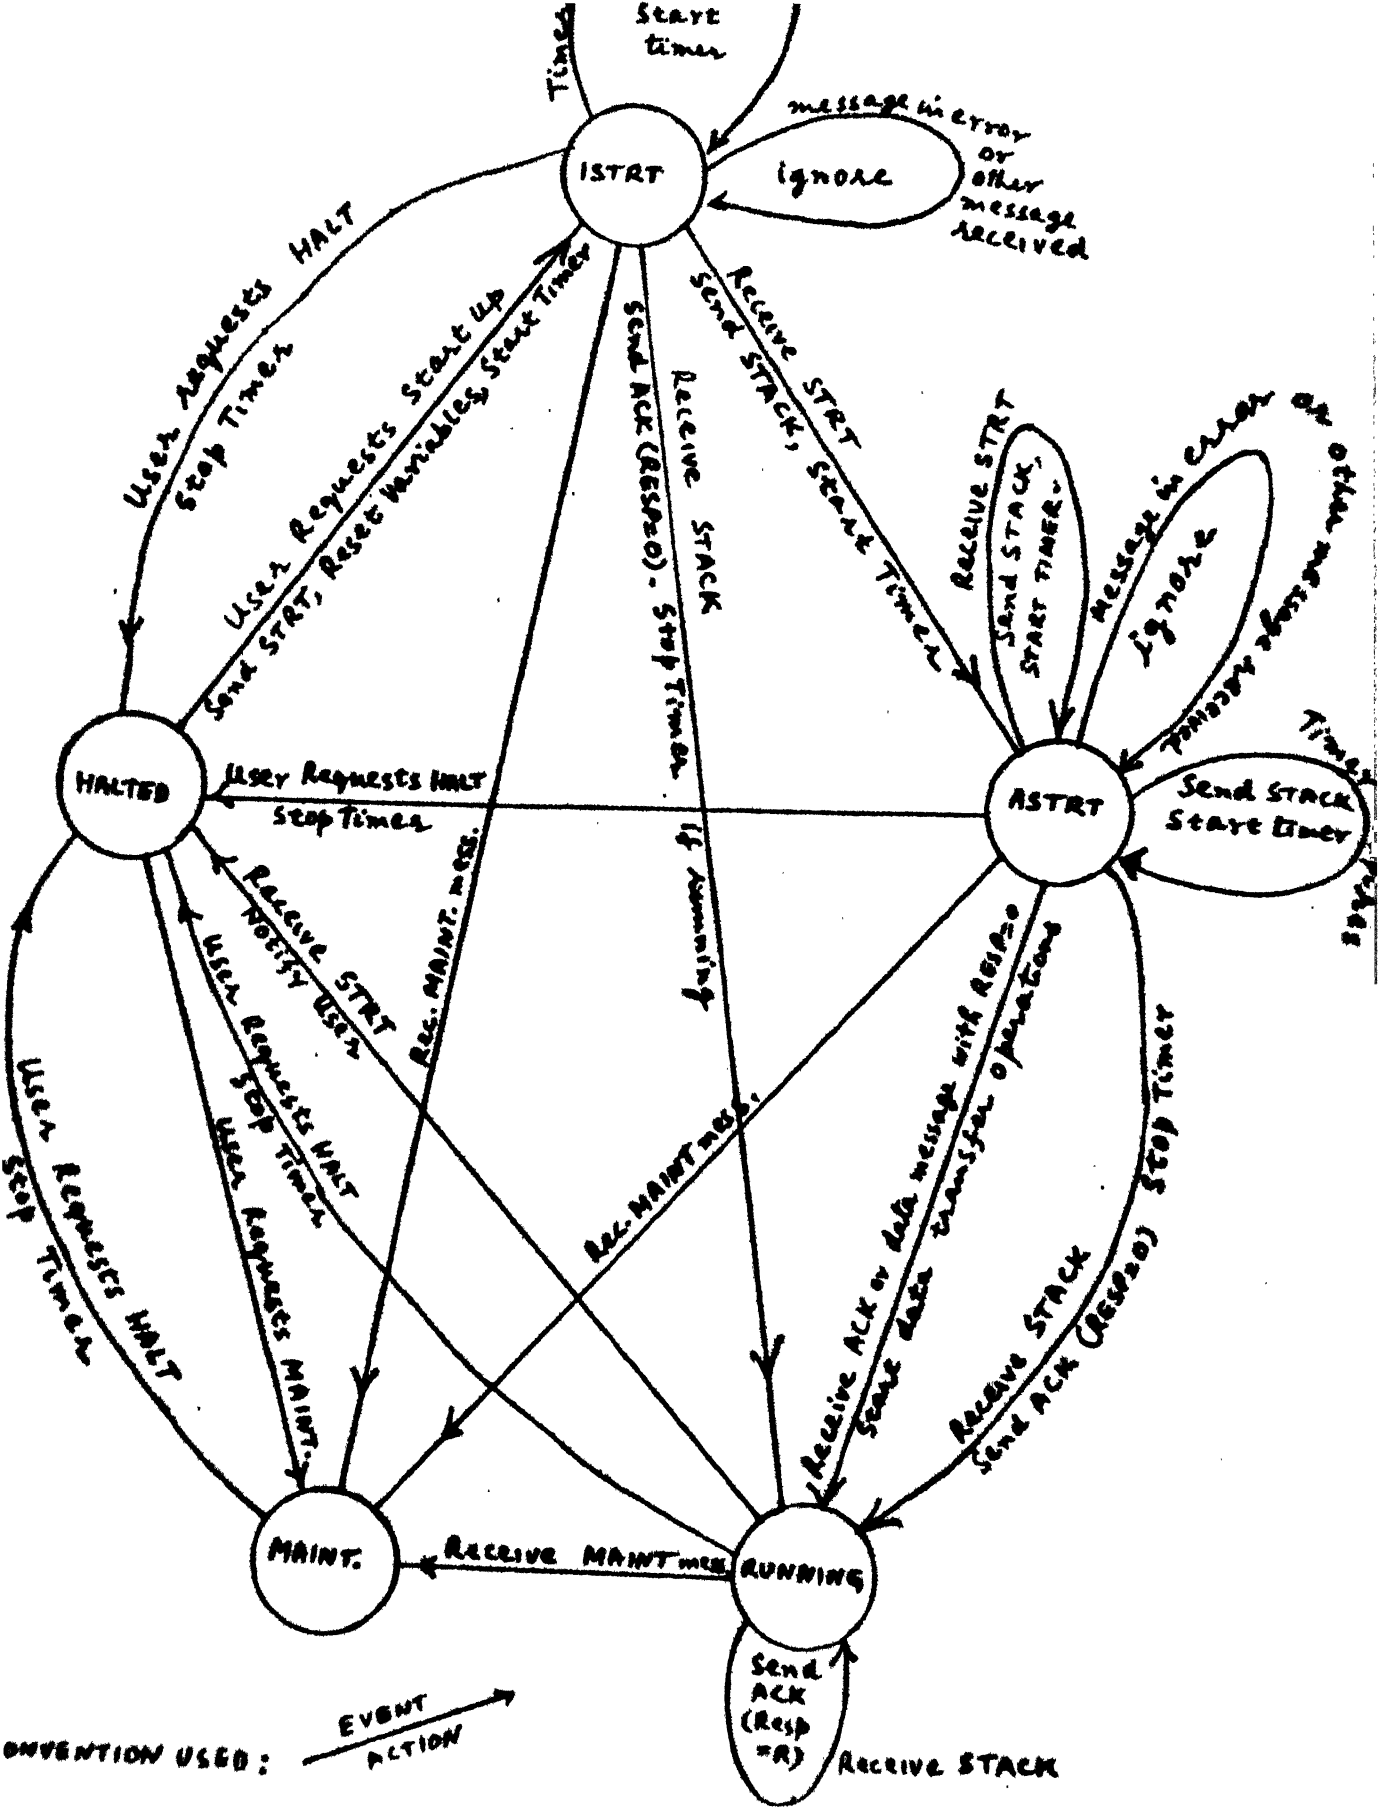 Start
timer
Timer
message in error
or
other
message
received
ISTRT
ignore
User requests HALT
Stop Timer
User Requests Start Up
Send STRT, Reset Variables, Start Timer
Send ACK (RESP=0). Stop Timer if running
Receive STACK
Receive STRT
Send STACK, Start Timer
Receive STRT
Send STACK,
START TIMER.
Message in error or other message received
ignore
Timer
HALTED
User Requests HALT
Stop Timer
ASTRT
Send STACK
Start timer
Rec. MAINT. mess.
Receive STRT
Notify User
User Requests HALT
Stop Timer
User Requests MAINT.
User Requests HALT
Stop Timer
Rec. MAINT mess.
Receive ACK or data message with RESP=0
Start data transfer operations
Receive STACK
Send ACK (RESP=0) STOP Timer
MAINT.
Receive MAINT mess.
RUNNING
Send
ACK
(Resp
=R)
Receive STACK
EVENT
ACTION
ONVENTION USED: